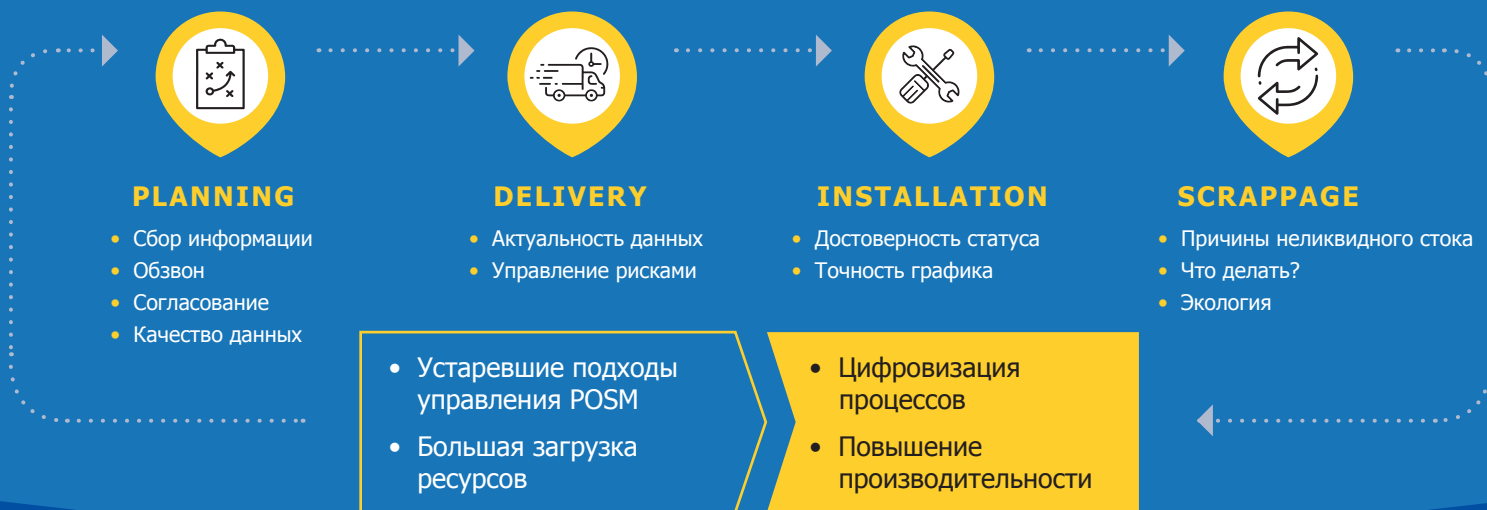 PLANNING
• Сбор информации
• Обзвон
• Согласование
• Качество данных
DELIVERY
• Актуальность данных
• Управление рисками
INSTALLATION
• Достоверность статуса
• Точность графика
SCRAPPAGE
• Причины неликвидного стока
• Что делать?
• Экология
• Устаревшие подходы
управления POSM
• Большая загрузка
ресурсов
• Цифровизация
процессов
• Повышение
производительности